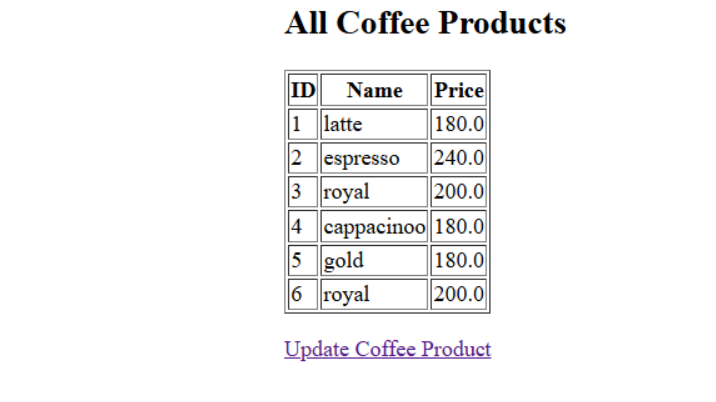 All Coffee Products
ID Name Price
1 latte 180.0
2 espresso 240.0
3 royal 200.0
4 cappacinoo 180.0
5 gold 180.0
6 royal 200.0
Update Coffee Product